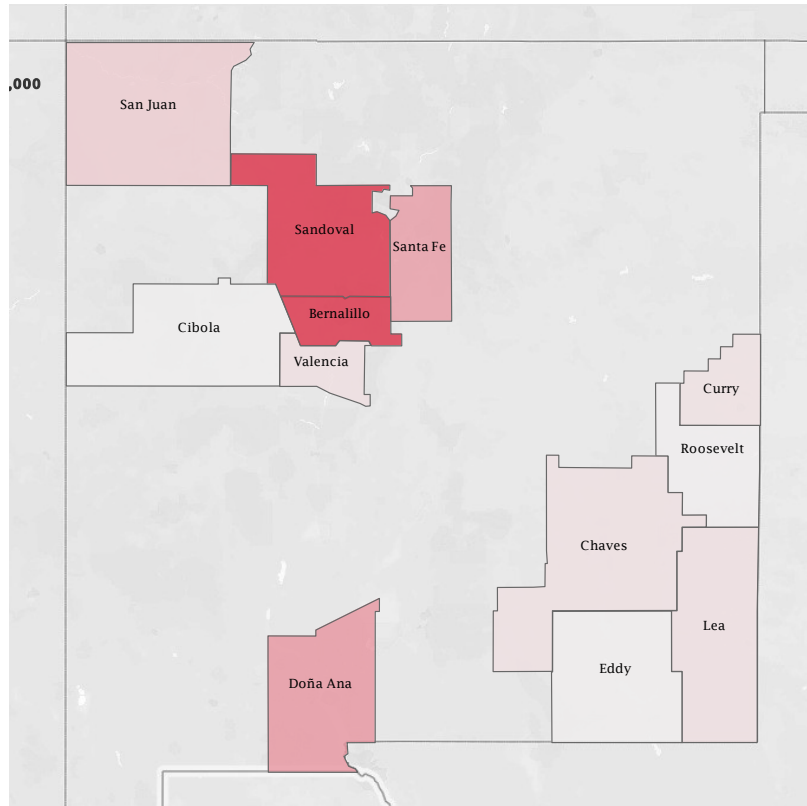 ,000
San Juan
Sandoval
Santa Fe
Bernalillo
Cibola
Valencia
Curry
Roosevelt
Chaves
Lea
Eddy
Doña Ana